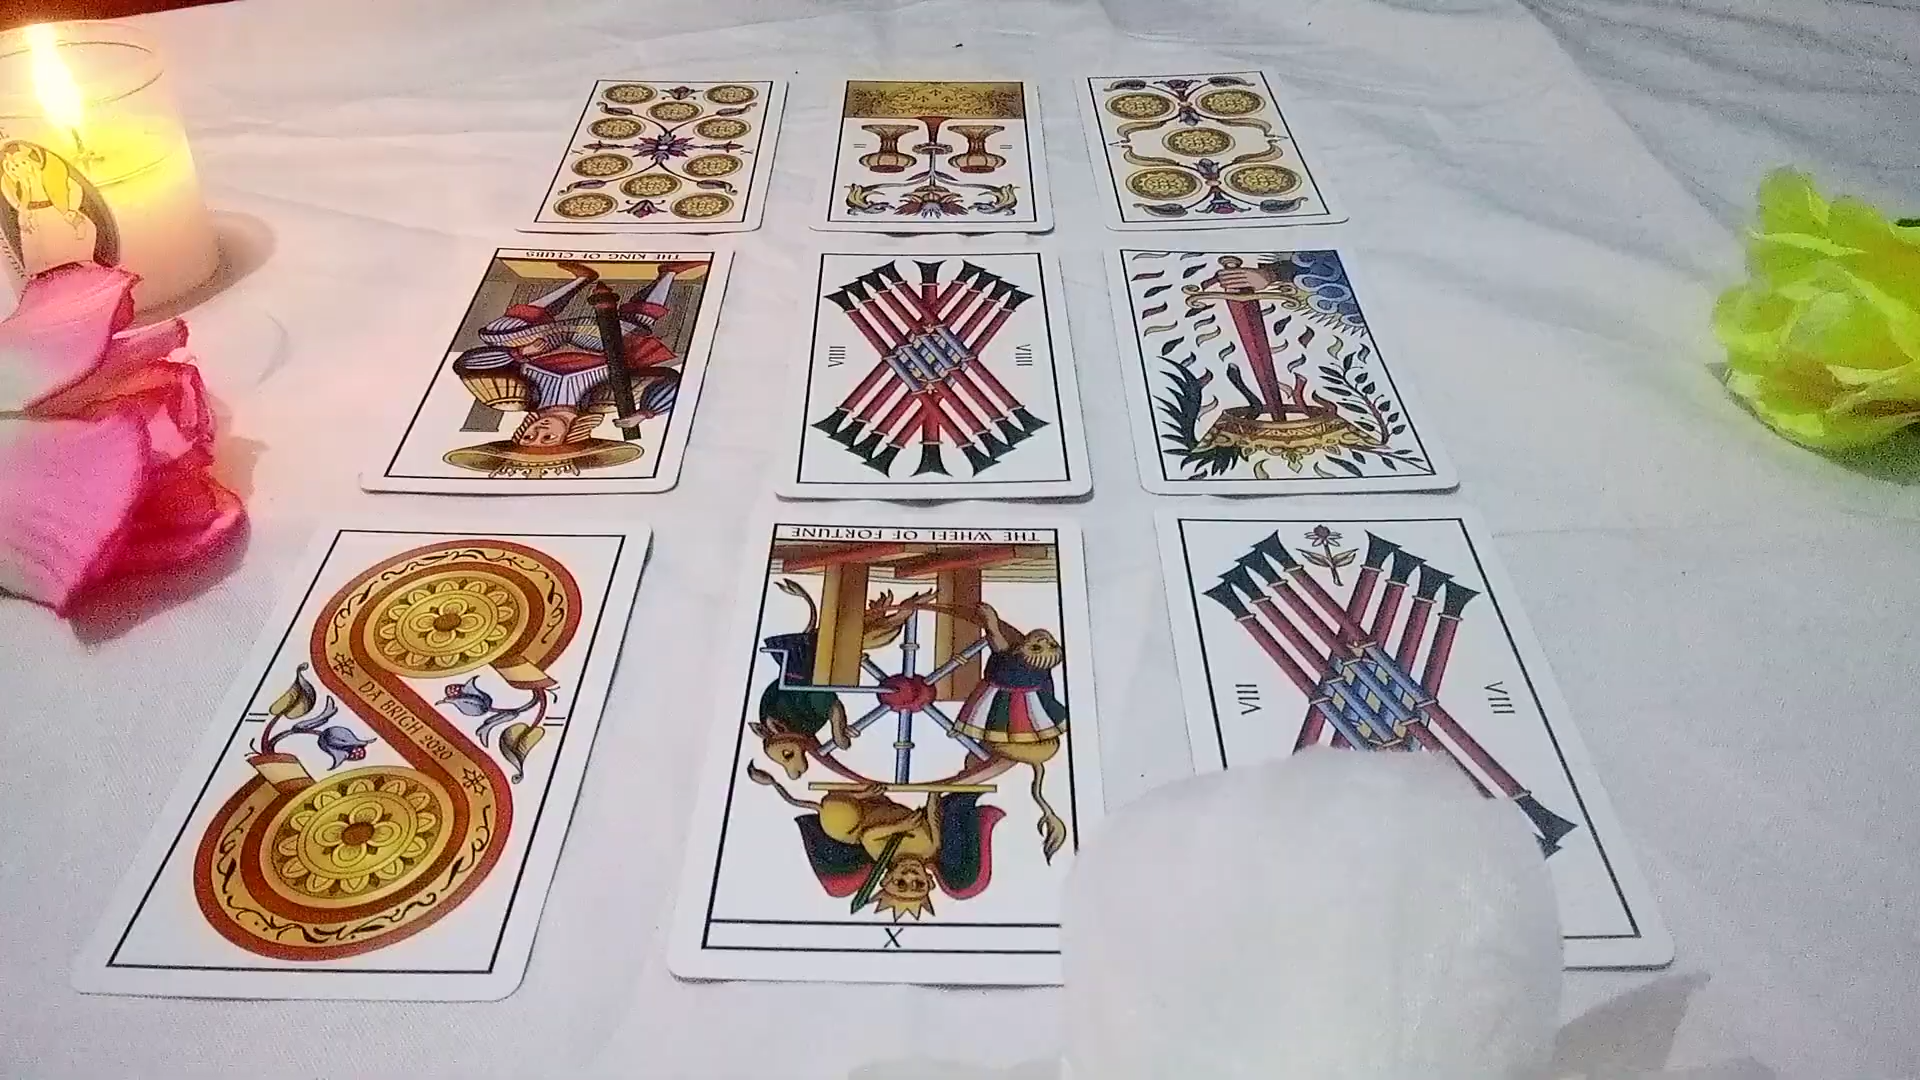 THE KING OF CLUBS
VIIII
VIIII
THE WHEEL OF FORTUNE
VIII
VIII
DA BRIGH 2020
X